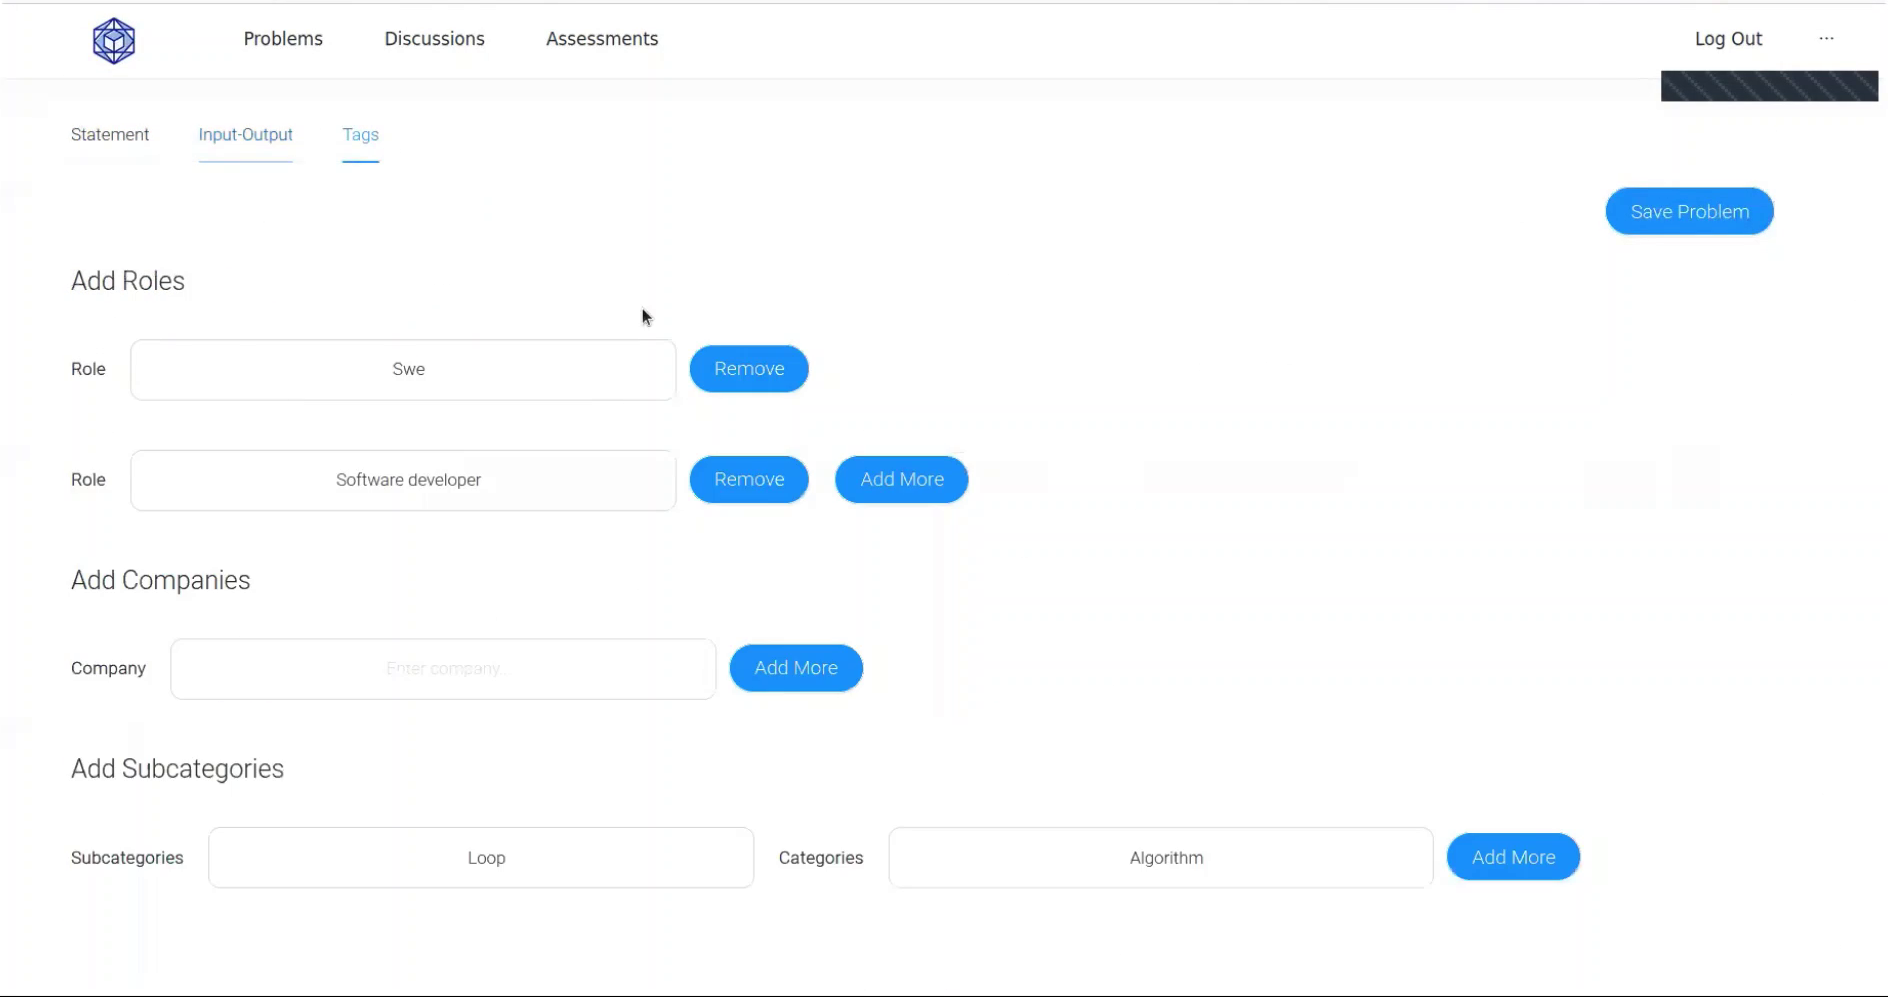 Problems Discussions Assessments Log Out ...
Statement Input-Output Tags
Save Problem
Add Roles
Role Swe Remove
Role Software developer Remove Add More
Add Companies
Company Enter company... Add More
Add Subcategories
Subcategories Loop Categories Algorithm Add More